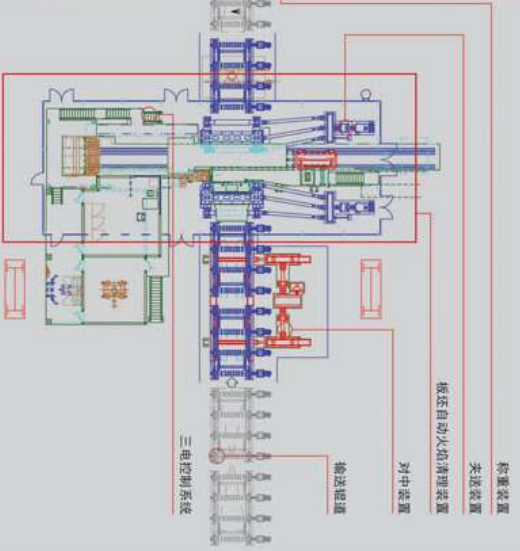 称重装置
夹送装置
板坯自动火焰清理装置
对中装置
输送辊道
三电控制系统